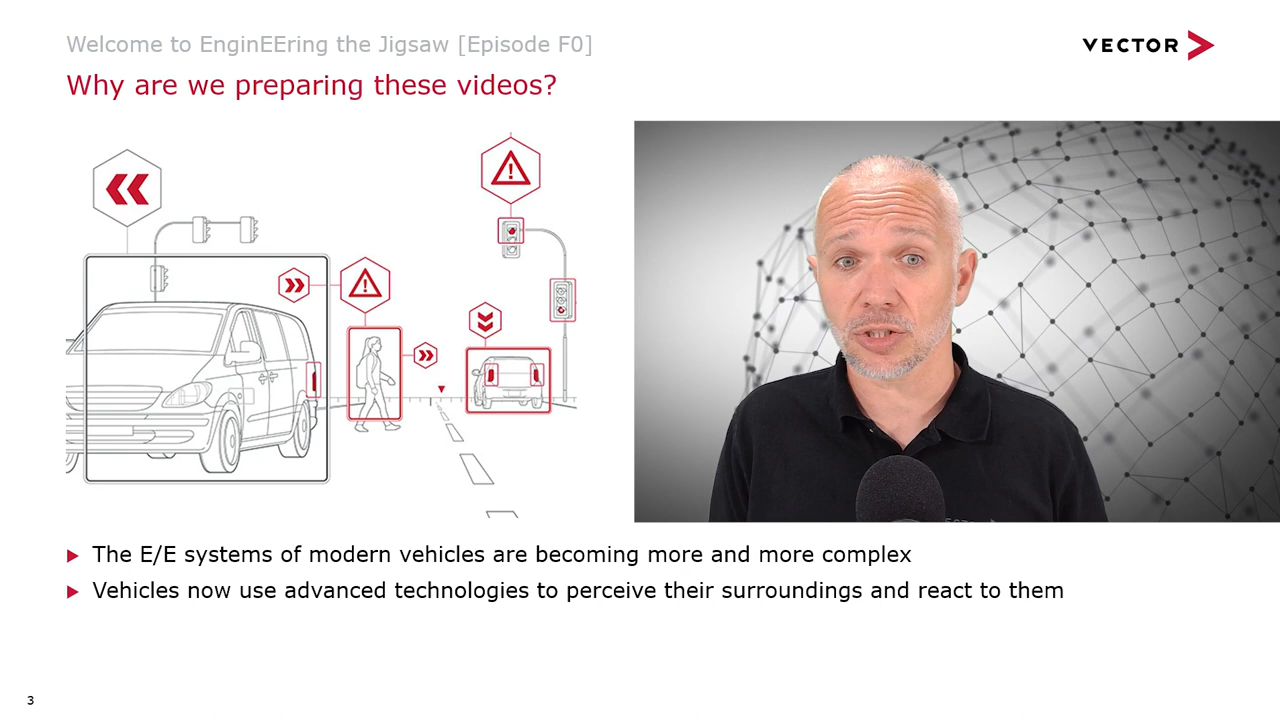 Welcome to EnginEEring the Jigsaw [Episode F0]
VECTOR
Why are we preparing these videos?
The E/E systems of modern vehicles are becoming more and more complex
Vehicles now use advanced technologies to perceive their surroundings and react to them
3